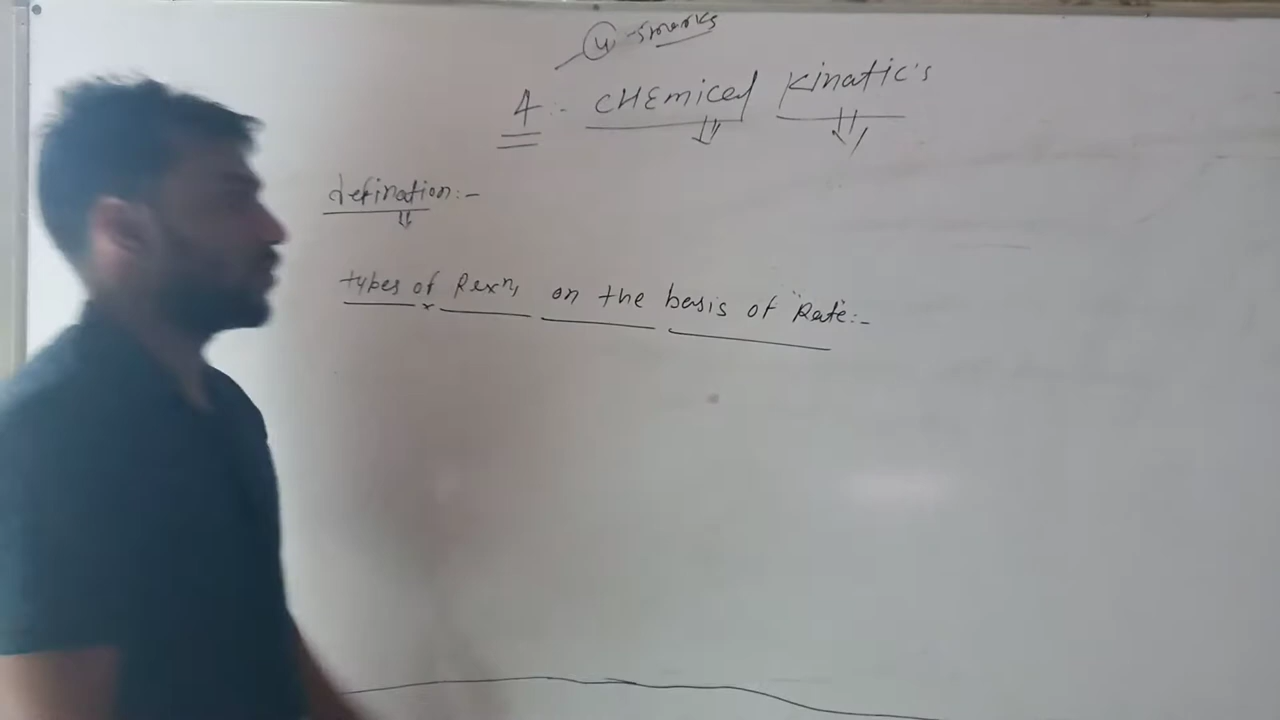 4 -5marks
4:- CHEmical Kinatic's
defination:-
types of Rexn, on the basis of "Rate":-